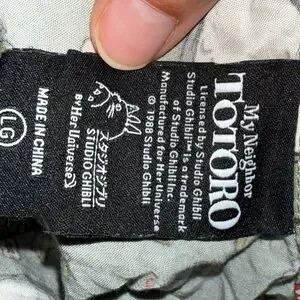 My Neighbor
TOTORO
Licensed by Studio Ghibli
Studio Ghibli™ is a trademark
of Studio Ghibli Inc.
Manufactured for Her Universe
© 1988 Studio Ghibli
スタジオジブリ
STUDIO GHIBLI
BY Her Universe
LG
MADE IN CHINA